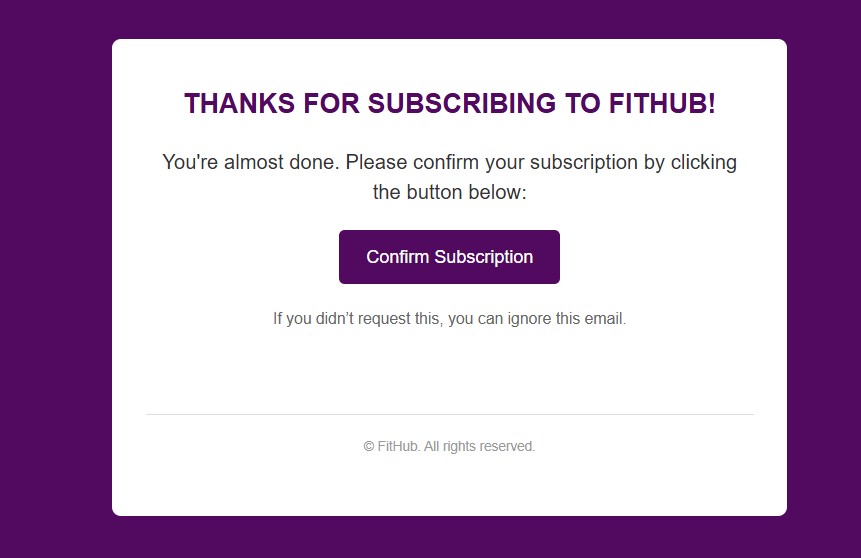 THANKS FOR SUBSCRIBING TO FITHUB!
You're almost done. Please confirm your subscription by clicking
the button below:
Confirm Subscription
If you didn’t request this, you can ignore this email.
© FitHub. All rights reserved.